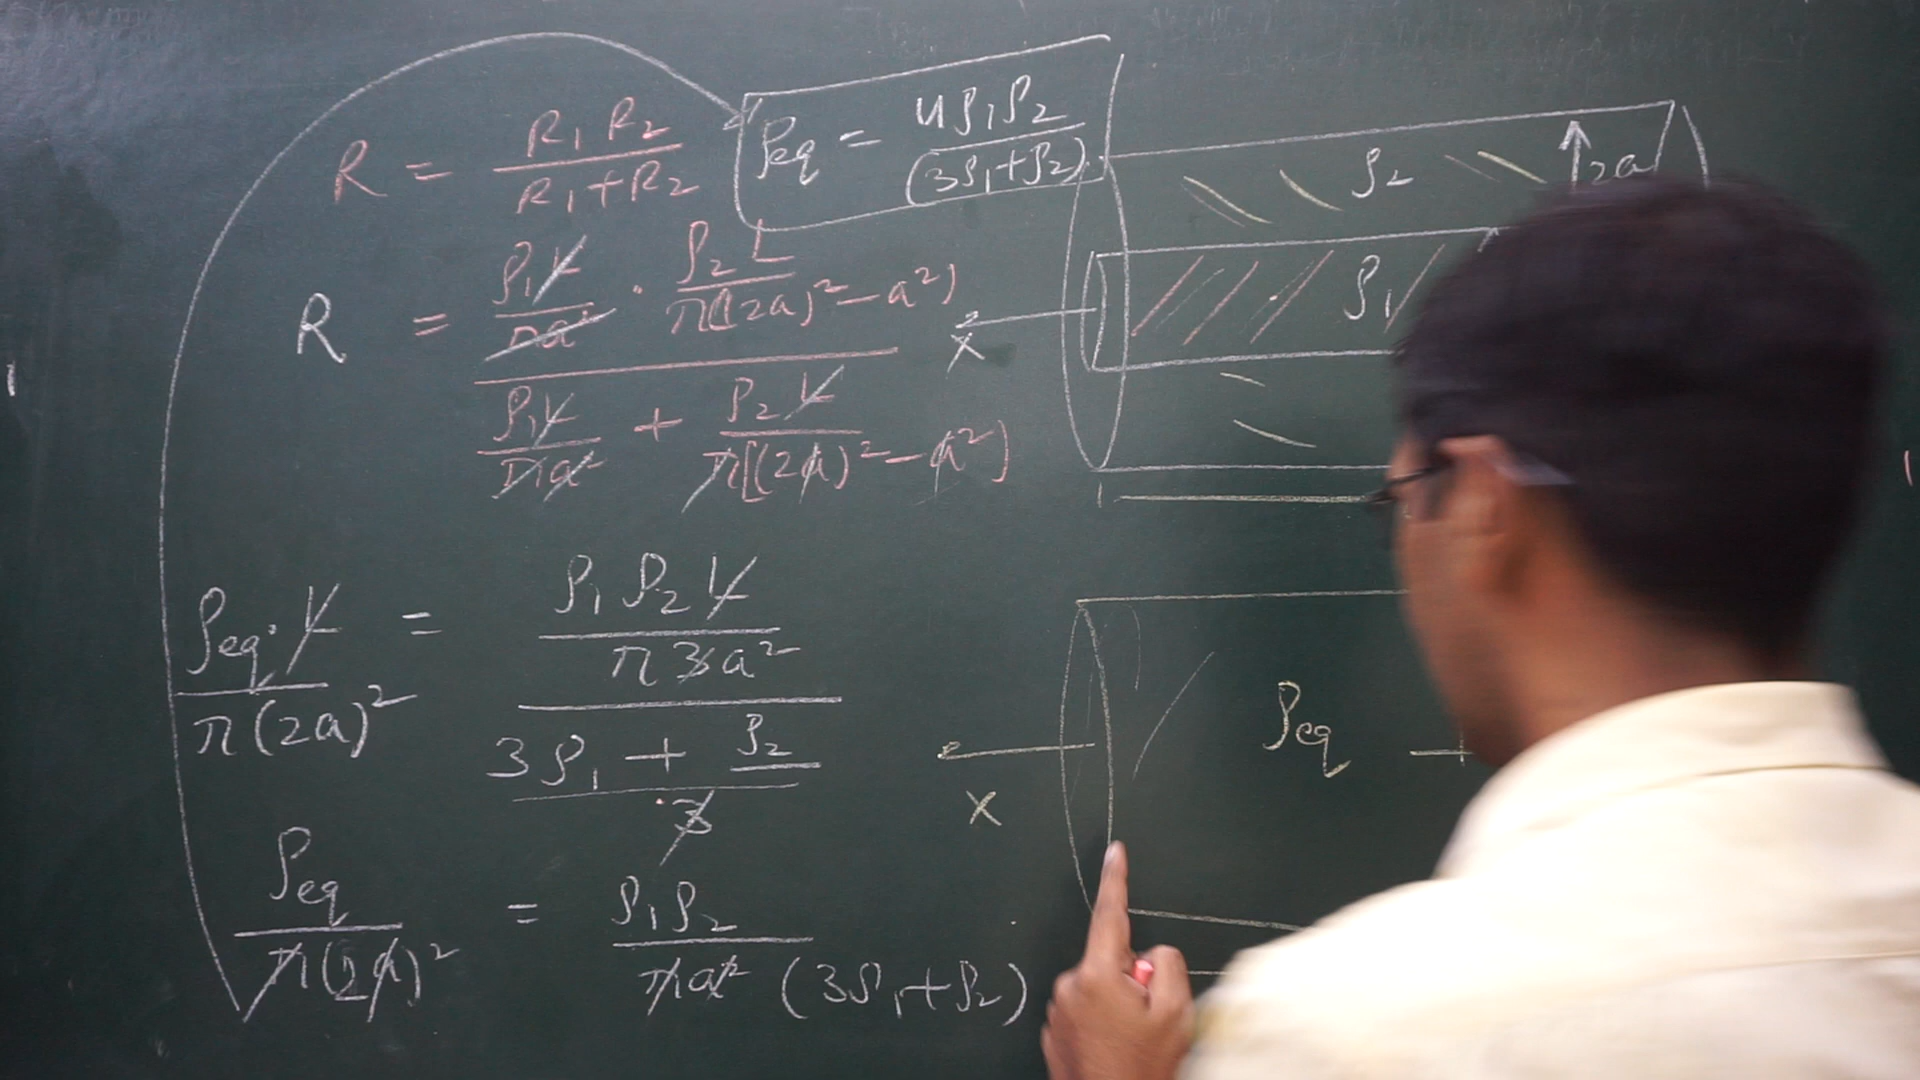 R = R₁R₂ / R₁+R₂
ρeq = 4ρ₁ρ₂ / (3ρ₁+ρ₂)
R = ρ₁L / πa² · ρ₂L / π((2a)²-a²)
ρ₁L / πa² + ρ₂L / π[(2a)²-a²)
ρeq·L / π(2a)² = ρ₁ρ₂L / π3a²
3ρ₁ + ρ₂ / 3
ρeq / π(2a)² = ρ₁ρ₂ / πa² (3ρ₁+ρ₂)
ρ₂
2a
ρ₁
x
ρeq
x